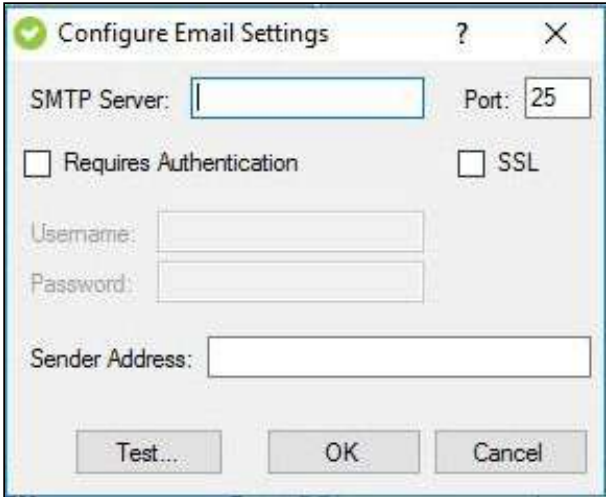 Configure Email Settings ?
SMTP Server: Port: 25
Requires Authentication SSL
Username:
Password:
Sender Address:
Test... OK Cancel